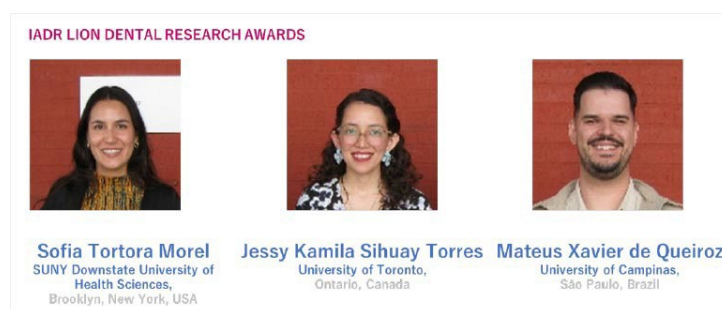 IADR LION DENTAL RESEARCH AWARDS
Sofia Tortora Morel
SUNY Downstate University of
Health Sciences,
Brooklyn, New York, USA
Jessy Kamila Sihuay Torres
University of Toronto,
Ontario, Canada
Mateus Xavier de Queiroz
University of Campinas,
São Paulo, Brazil